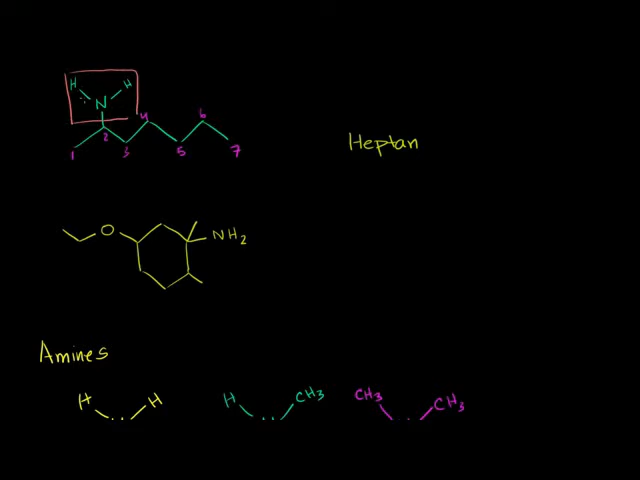 H H
N
1 2 3 4 5 6 7
Heptan
O NH2
Amines
H H H CH3 CH3 CH3